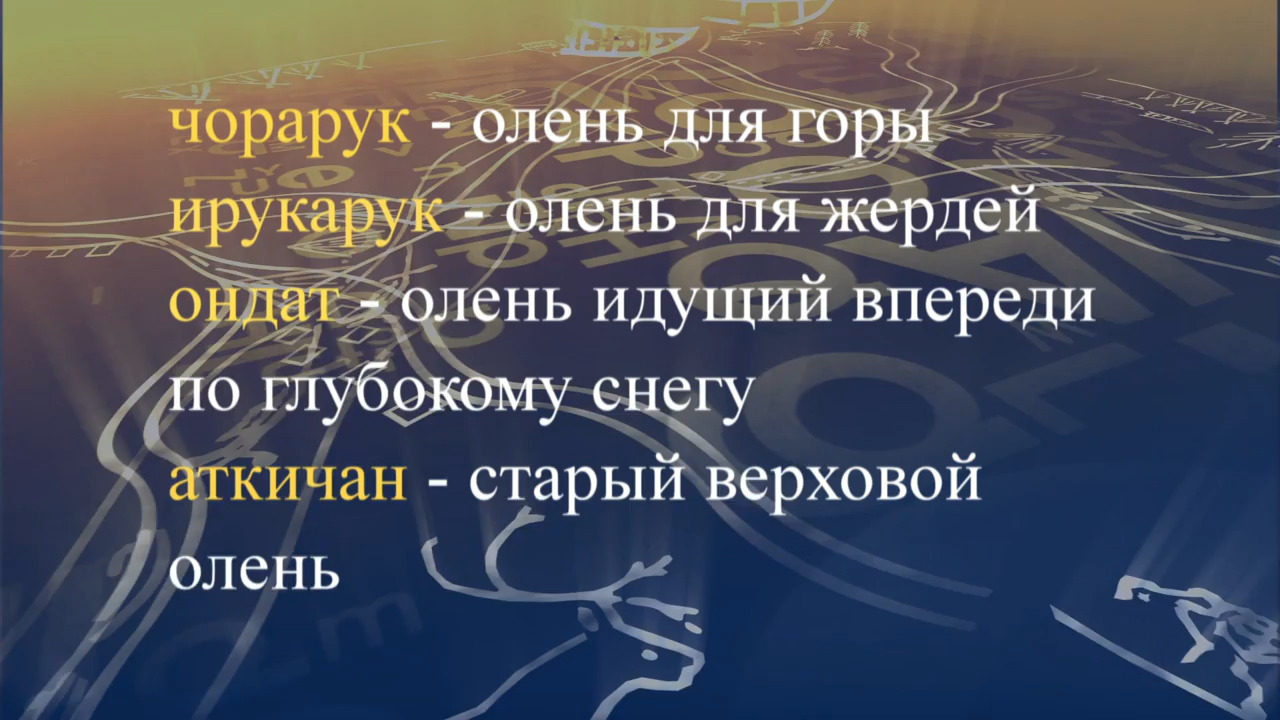 чорарук - олень для горы
ирукарук - олень для жердей
ондат - олень идущий впереди
по глубокому снегу
аткичан - старый верховой
олень